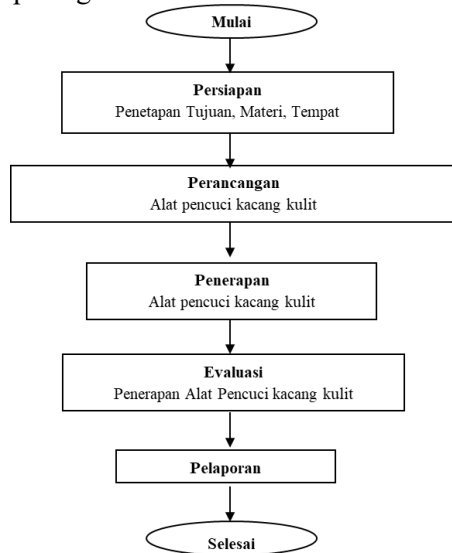 Mulai
Persiapan
Penetapan Tujuan, Materi, Tempat
Perancangan
Alat pencuci kacang kulit
Penerapan
Alat pencuci kacang kulit
Evaluasi
Penerapan Alat Pencuci kacang kulit
Pelaporan
Selesai